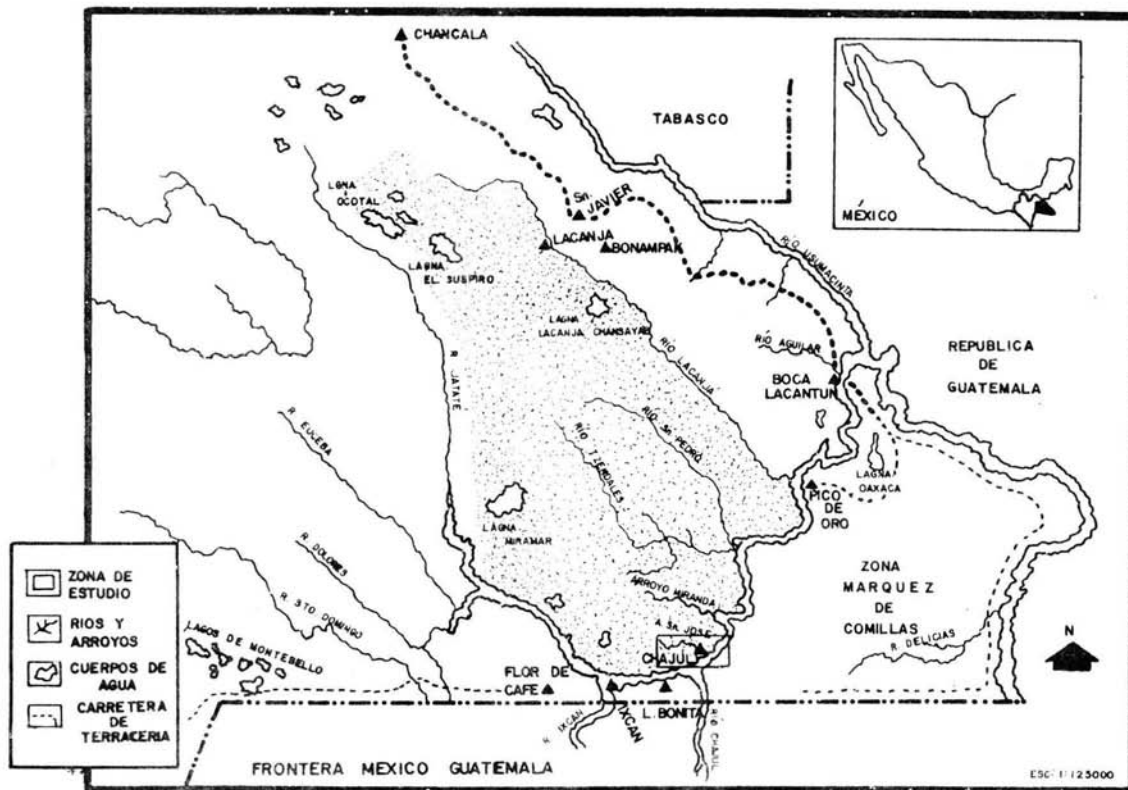 CHANCALA
TABASCO
MÉXICO
Sn.
JAVIER
LGNA
OCOTAL
LACANJA
BONAMPAK
RÍO USUMACINTA
LAGNA
EL SUSPIRO
LAGNA
LACANJA CHANSAYAB
RÍO LACANJÁ
RÍO AGUILAR
REPUBLICA
DE
GUATEMALA
BOCA
LACANTUN
R. JATATÉ
R. EUCEBA
RÍO Sn. PEDRO
RÍO TZENDALES
LAGNA
OAXACA
PICO
DE
ORO
LAGNA
MIRAMAR
R. DOLORES
R. STO DOMINGO
ARROYO MIRANDA
ZONA
MARQUEZ
DE
COMILLAS
R. DELICIAS
A. Sn. JOSE
CHAJUL
LAGOS DE MONTEBELLO
FLOR DE
CAFE
IXCAN
L. BONITA
R. IXCAN
RÍO CHAJUL
N
ZONA DE
ESTUDIO
RIOS Y
ARROYOS
CUERPOS DE
AGUA
CARRETERA
DE
TERRACERIA
FRONTERA MEXICO GUATEMALA